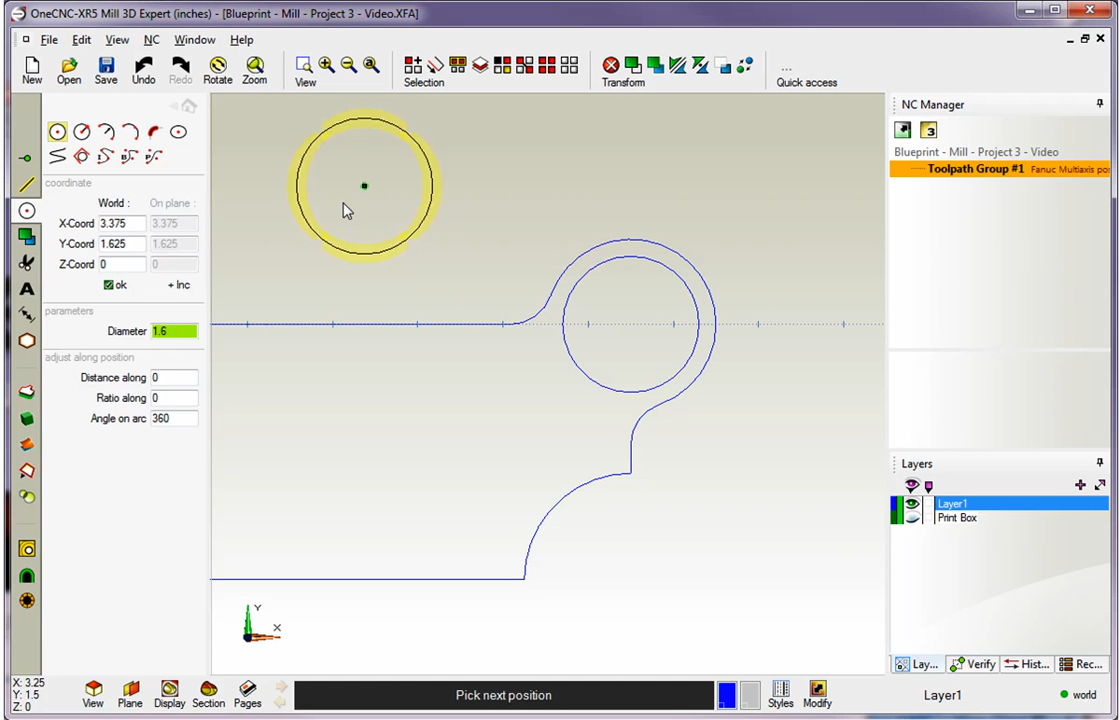 OneCNC-XR5 Mill 3D Expert (inches) - [Blueprint - Mill - Project 3 - Video.XFA]
File Edit View NC Window Help
New Open Save Undo Redo Rotate Zoom View Selection Transform ... Quick access
coordinate
World : On plane :
X-Coord 3.375 3.375
Y-Coord 1.625 1.625
Z-Coord 0 0
ok + Inc
parameters
Diameter 1.6
adjust along position
Distance along 0
Ratio along 0
Angle on arc 360
Y
X
NC Manager
3
Blueprint - Mill - Project 3 - Video
Toolpath Group #1 Fanuc Multiaxis pos
Layers
Layer1
Print Box
Lay... Verify Hist... Rec...
X: 3.25
Y: 1.5
Z: 0
View Plane Display Section Pages
Pick next position
Styles Modify
Layer1
world